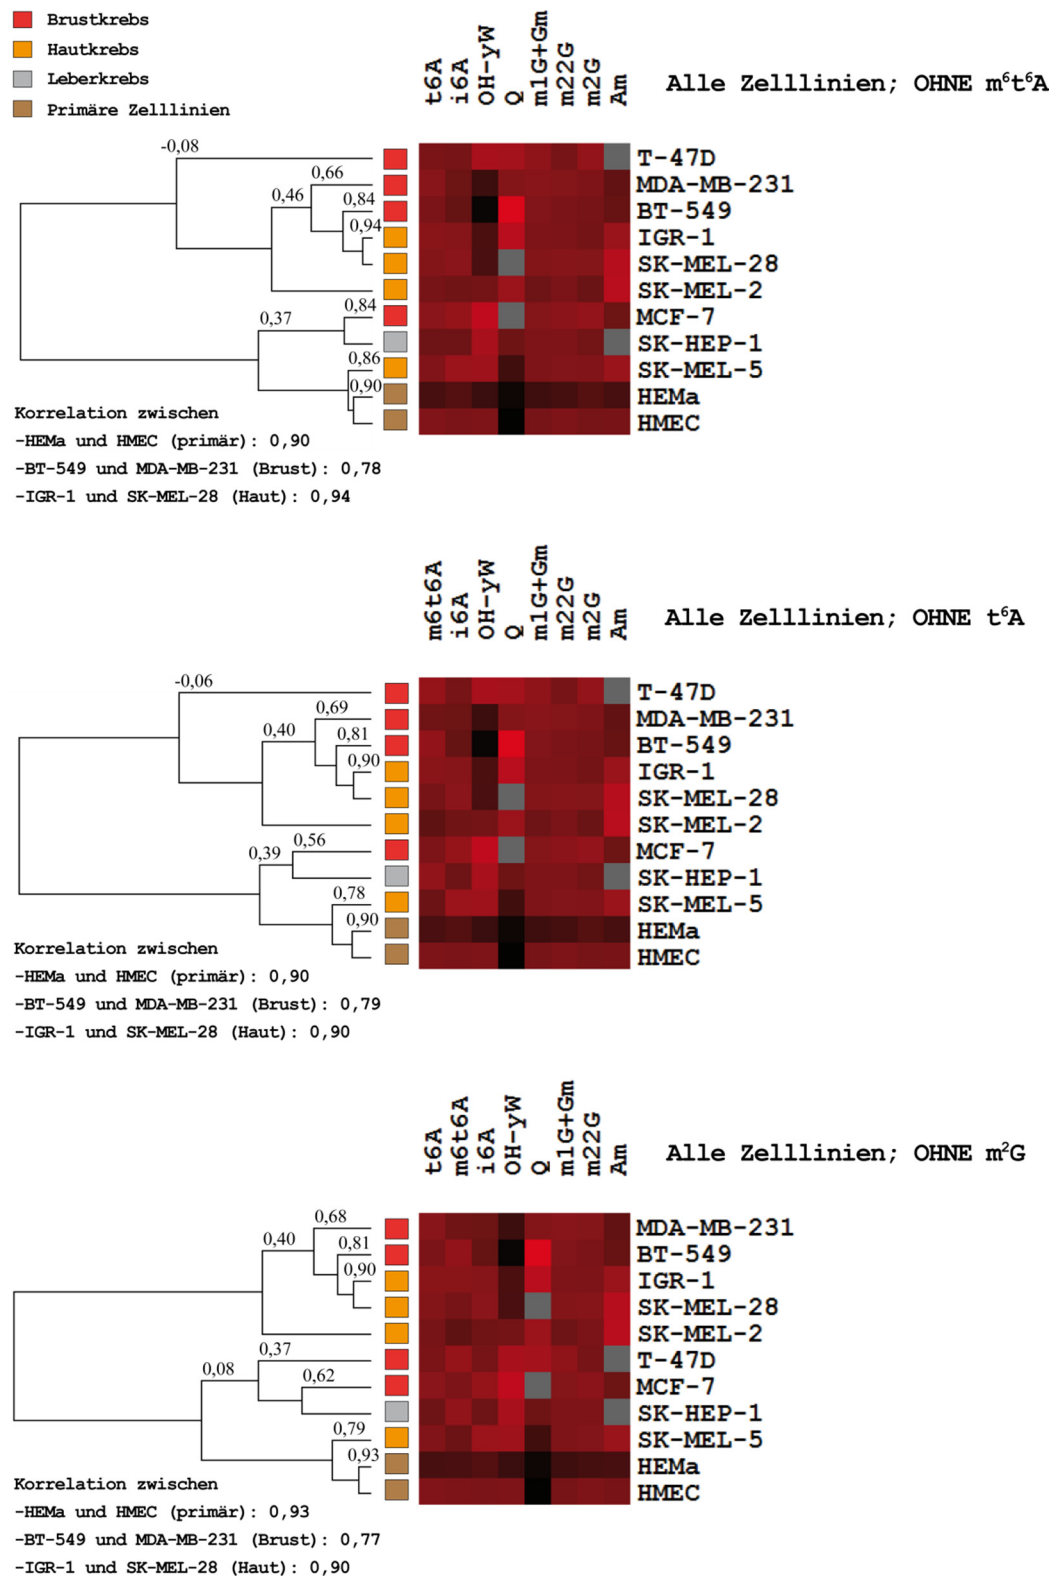 Brustkrebs
Hautkrebs
Leberkrebs
Primäre Zelllinien
t6A
i6A
OH-yW
Q
m1G+Gm
m22G
m2G
Am
Alle Zelllinien; OHNE m⁶t⁶A
-0,08
0,66
0,46
0,84
0,94
0,84
0,37
0,86
0,90
T-47D
MDA-MB-231
BT-549
IGR-1
SK-MEL-28
SK-MEL-2
MCF-7
SK-HEP-1
SK-MEL-5
HEMa
HMEC
Korrelation zwischen
-HEMa und HMEC (primär): 0,90
-BT-549 und MDA-MB-231 (Brust): 0,78
-IGR-1 und SK-MEL-28 (Haut): 0,94
m6t6A
i6A
OH-yW
Q
m1G+Gm
m22G
m2G
Am
Alle Zelllinien; OHNE t⁶A
-0,06
0,69
0,40
0,81
0,90
0,56
0,39
0,78
0,90
T-47D
MDA-MB-231
BT-549
IGR-1
SK-MEL-28
SK-MEL-2
MCF-7
SK-HEP-1
SK-MEL-5
HEMa
HMEC
Korrelation zwischen
-HEMa und HMEC (primär): 0,90
-BT-549 und MDA-MB-231 (Brust): 0,79
-IGR-1 und SK-MEL-28 (Haut): 0,90
t6A
m6t6A
i6A
OH-yW
Q
m1G+Gm
m22G
Am
Alle Zelllinien; OHNE m²G
0,68
0,40
0,81
0,90
0,37
0,08
0,62
0,79
0,93
MDA-MB-231
BT-549
IGR-1
SK-MEL-28
SK-MEL-2
T-47D
MCF-7
SK-HEP-1
SK-MEL-5
HEMa
HMEC
Korrelation zwischen
-HEMa und HMEC (primär): 0,93
-BT-549 und MDA-MB-231 (Brust): 0,77
-IGR-1 und SK-MEL-28 (Haut): 0,90